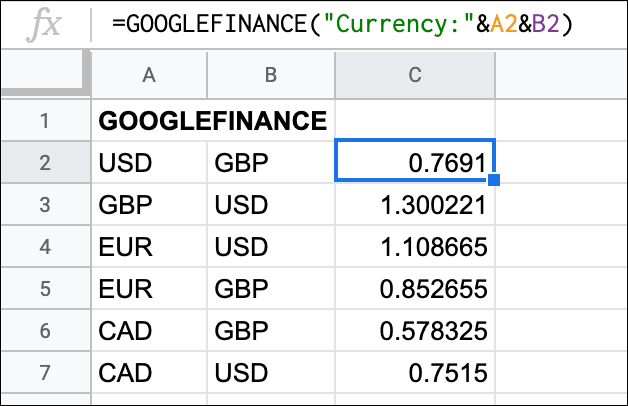 fx =GOOGLEFINANCE("Currency:"&A2&B2)
A B C
1 GOOGLEFINANCE
2 USD GBP 0.7691
3 GBP USD 1.300221
4 EUR USD 1.108665
5 EUR GBP 0.852655
6 CAD GBP 0.578325
7 CAD USD 0.7515